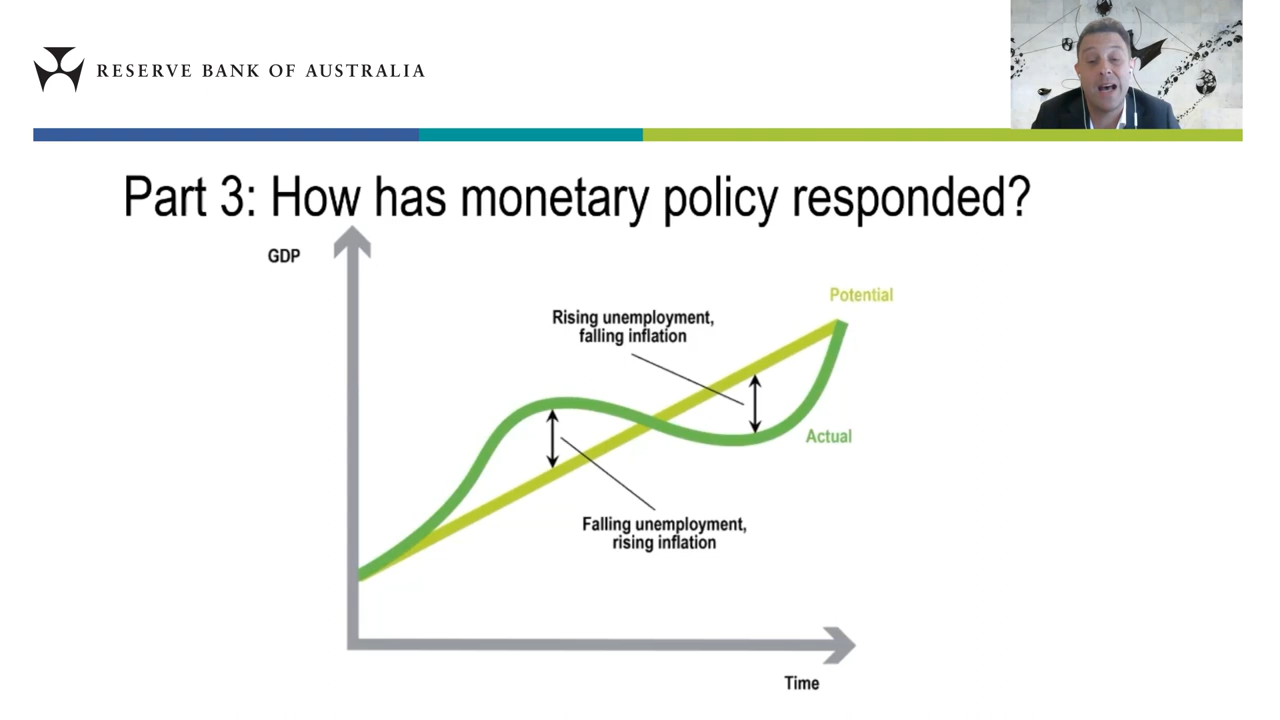 RESERVE BANK OF AUSTRALIA
Part 3: How has monetary policy responded?
GDP
Potential
Rising unemployment,
falling inflation
Actual
Falling unemployment,
rising inflation
Time